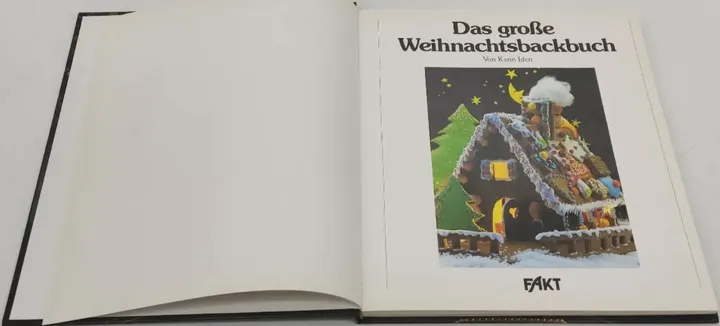 Das große
Weihnachtsbackbuch
Von Karin Iden
FAKT